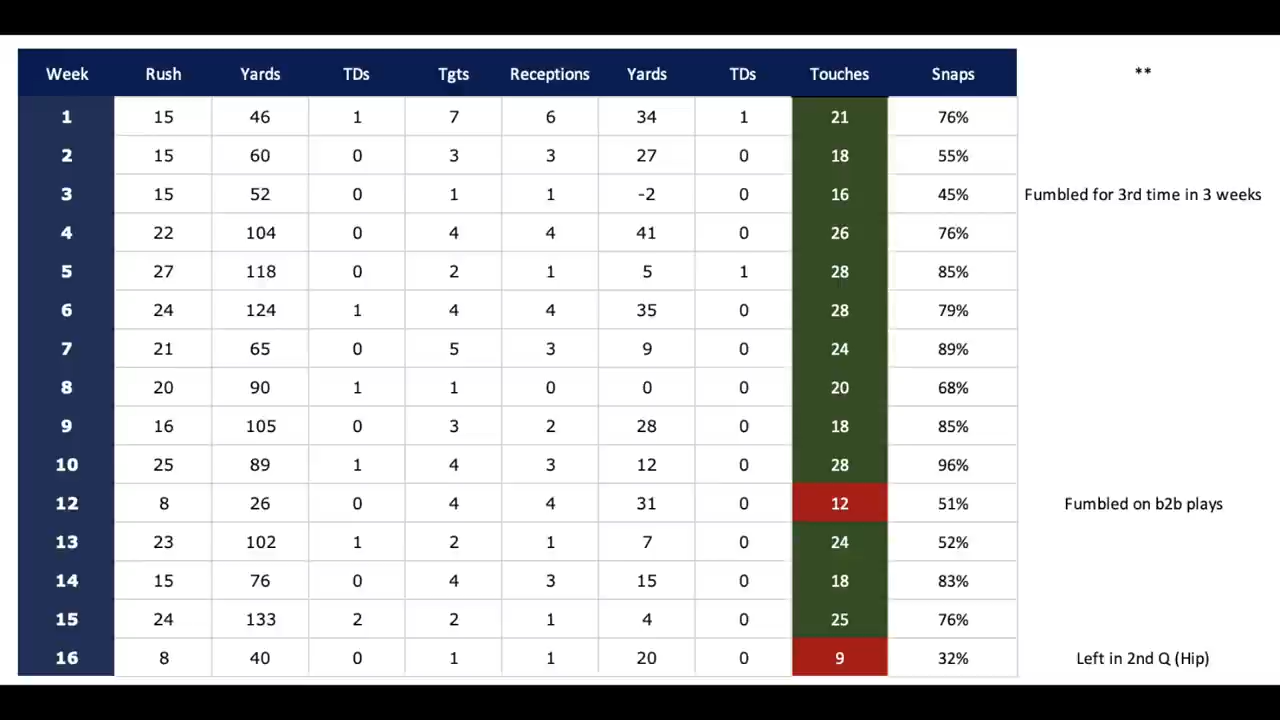 Week Rush Yards TDs Tgts Receptions Yards TDs Touches Snaps **
1 15 46 1 7 6 34 1 21 76%
2 15 60 0 3 3 27 0 18 55%
3 15 52 0 1 1 -2 0 16 45% Fumbled for 3rd time in 3 weeks
4 22 104 0 4 4 41 0 26 76%
5 27 118 0 2 1 5 1 28 85%
6 24 124 1 4 4 35 0 28 79%
7 21 65 0 5 3 9 0 24 89%
8 20 90 1 1 0 0 0 20 68%
9 16 105 0 3 2 28 0 18 85%
10 25 89 1 4 3 12 0 28 96%
12 8 26 0 4 4 31 0 12 51% Fumbled on b2b plays
13 23 102 1 2 1 7 0 24 52%
14 15 76 0 4 3 15 0 18 83%
15 24 133 2 2 1 4 0 25 76%
16 8 40 0 1 1 20 0 9 32% Left in 2nd Q (Hip)